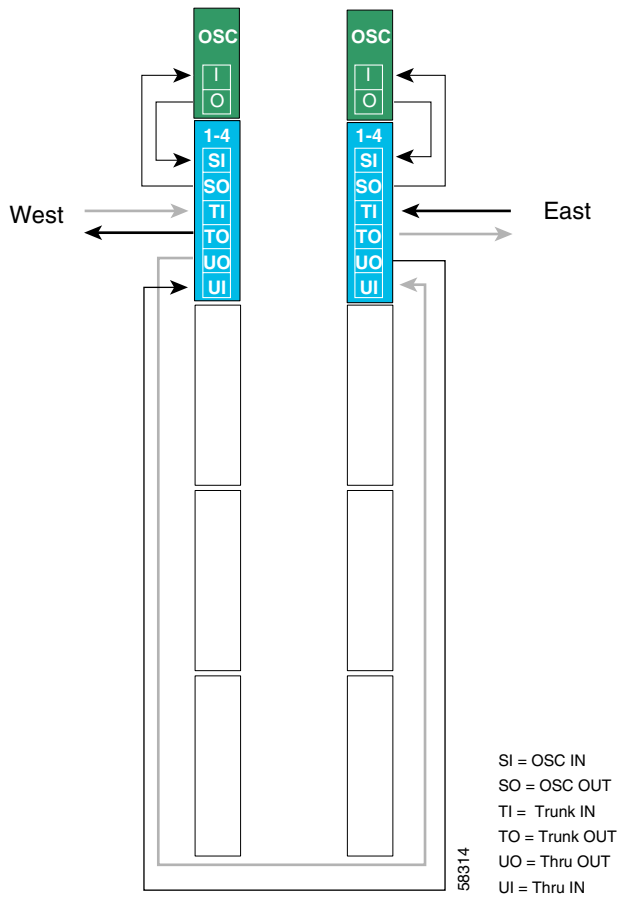 OSC
I
O
1-4
SI
SO
TI
TO
UO
UI
OSC
I
O
1-4
SI
SO
TI
TO
UO
UI
West
East
SI = OSC IN
SO = OSC OUT
TI = Trunk IN
TO = Trunk OUT
UO = Thru OUT
UI = Thru IN
58314